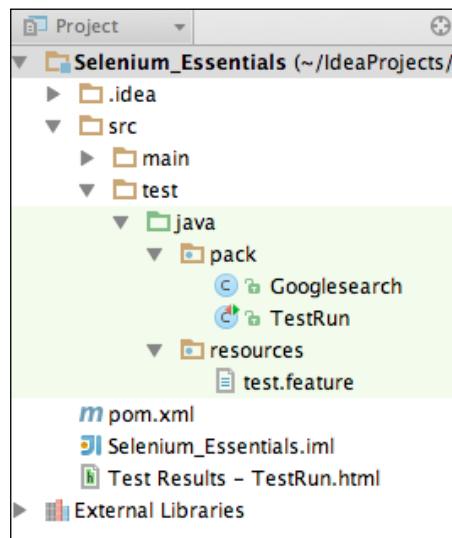 Project
Selenium_Essentials (~/IdeaProjects/
.idea
src
main
test
java
pack
Googlesearch
TestRun
resources
test.feature
pom.xml
Selenium_Essentials.iml
Test Results – TestRun.html
External Libraries